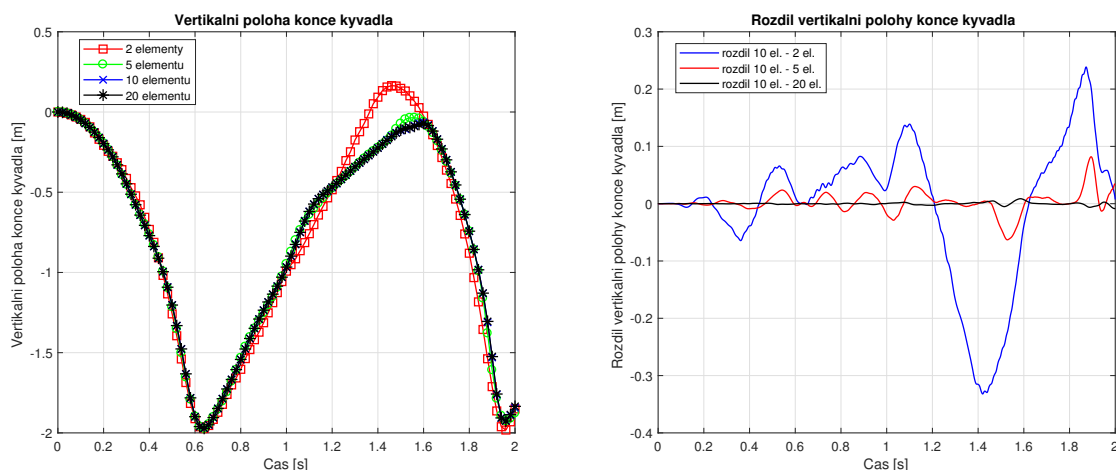 Vertikalni poloha konce kyvadla
0.5
0
-0.5
-1
-1.5
-2
Vertikalni poloha konce kyvadla [m]
2 elementy
5 elementu
10 elementu
20 elementu
0 0.2 0.4 0.6 0.8 1 1.2 1.4 1.6 1.8 2
Cas [s]
Rozdil vertikalni polohy konce kyvadla
0.3
0.2
0.1
0
-0.1
-0.2
-0.3
-0.4
Rozdil vertikalni polohy konce kyvadla [m]
rozdil 10 el. - 2 el.
rozdil 10 el. - 5 el.
rozdil 10 el. - 20 el.
0 0.2 0.4 0.6 0.8 1 1.2 1.4 1.6 1.8 2
Cas [s]